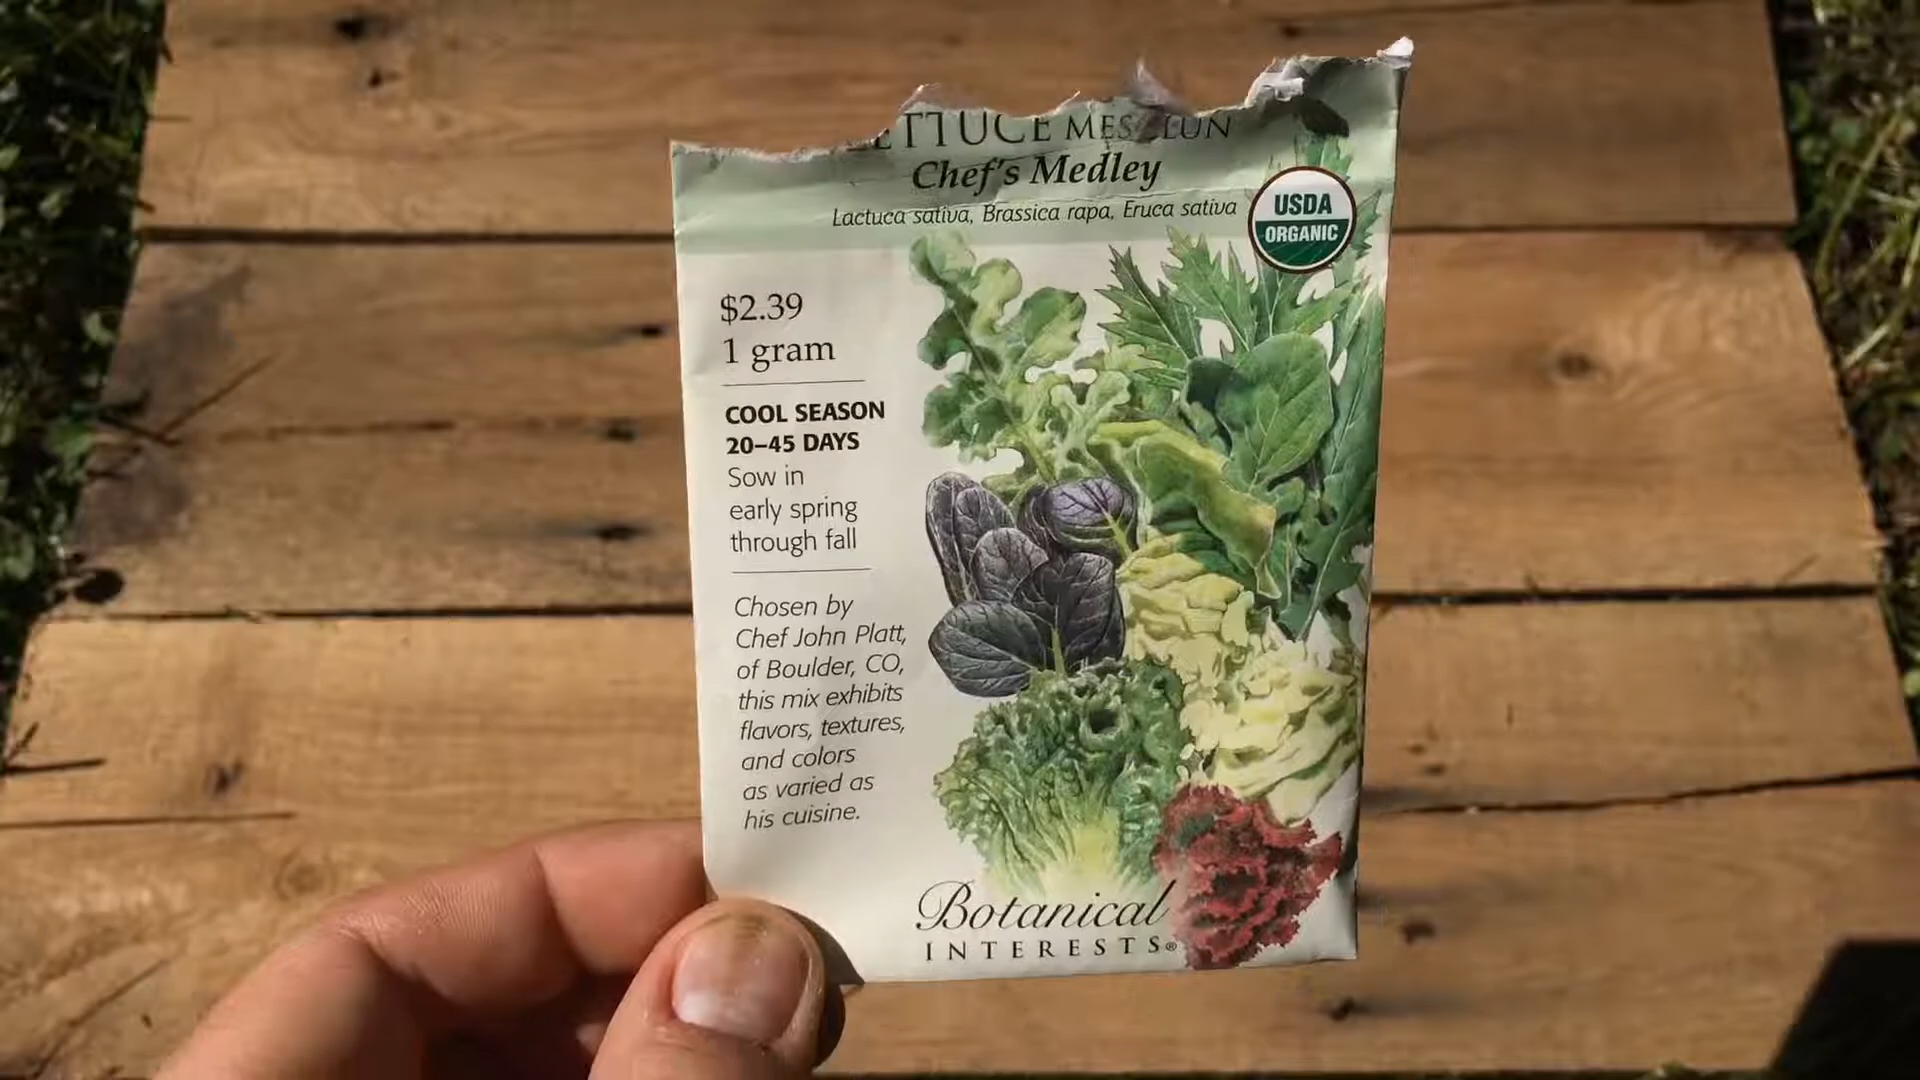 LETTUCE MESCLUN
Chef's Medley
Lactuca sativa, Brassica rapa, Eruca sativa
USDA
ORGANIC
$2.39
1 gram
COOL SEASON
20–45 DAYS
Sow in
early spring
through fall
Chosen by
Chef John Platt,
of Boulder, CO,
this mix exhibits
flavors, textures,
and colors
as varied as
his cuisine.
Botanical
INTERESTS®